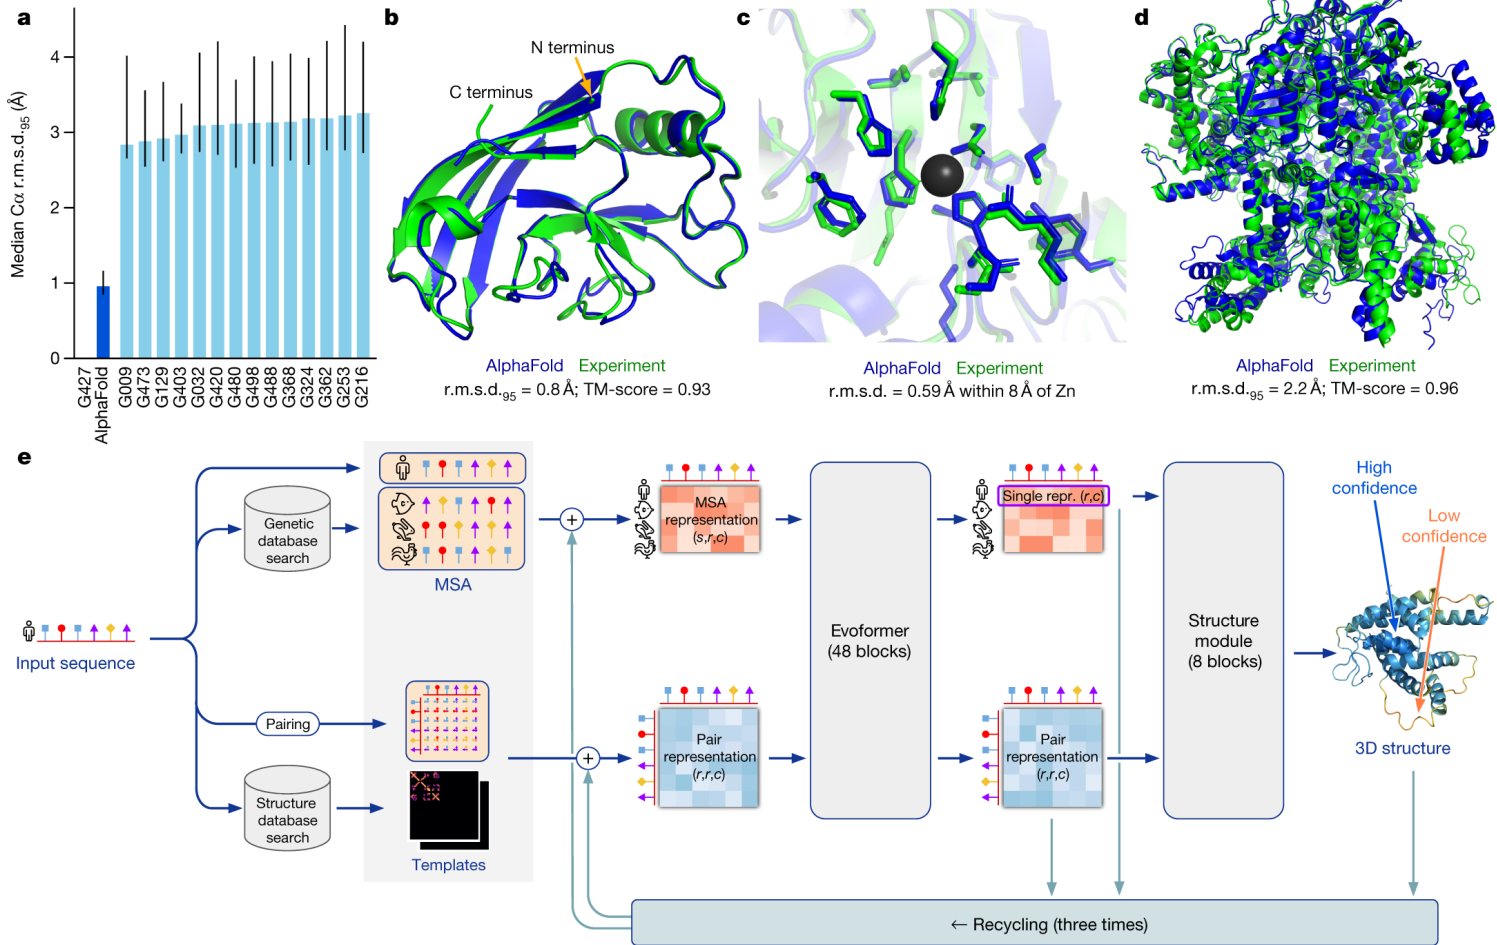 a
Median Cα r.m.s.d.95 (Å)
4
3
2
1
0
G427
AlphaFold
G009
G473
G129
G403
G032
G420
G480
G498
G488
G368
G324
G362
G253
G216
b
N terminus
C terminus
AlphaFold Experiment
r.m.s.d.95 = 0.8 Å; TM-score = 0.93
c
AlphaFold Experiment
r.m.s.d. = 0.59 Å within 8 Å of Zn
d
AlphaFold Experiment
r.m.s.d.95 = 2.2 Å; TM-score = 0.96
e
Input sequence
Genetic
database
search
Pairing
Structure
database
search
MSA
Templates
+
+
MSA
representation
(s,r,c)
Pair
representation
(r,r,c)
Evoformer
(48 blocks)
Single repr. (r,c)
Pair
representation
(r,r,c)
Structure
module
(8 blocks)
High
confidence
Low
confidence
3D structure
← Recycling (three times)